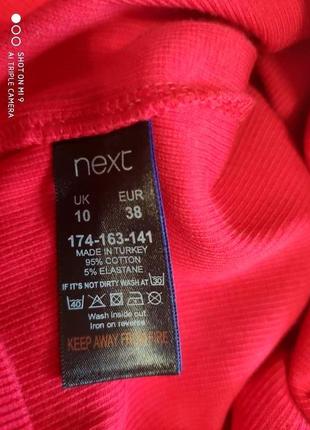 SHOT ON MI 9
AI TRIPLE CAMERA
next
UK EUR
10 38
174-163-141
MADE IN TURKEY
95% COTTON
5% ELASTANE
IF IT'S NOT DIRTY WASH AT 30
40
Wash inside out
Iron on reverse
KEEP AWAY FROM FIRE